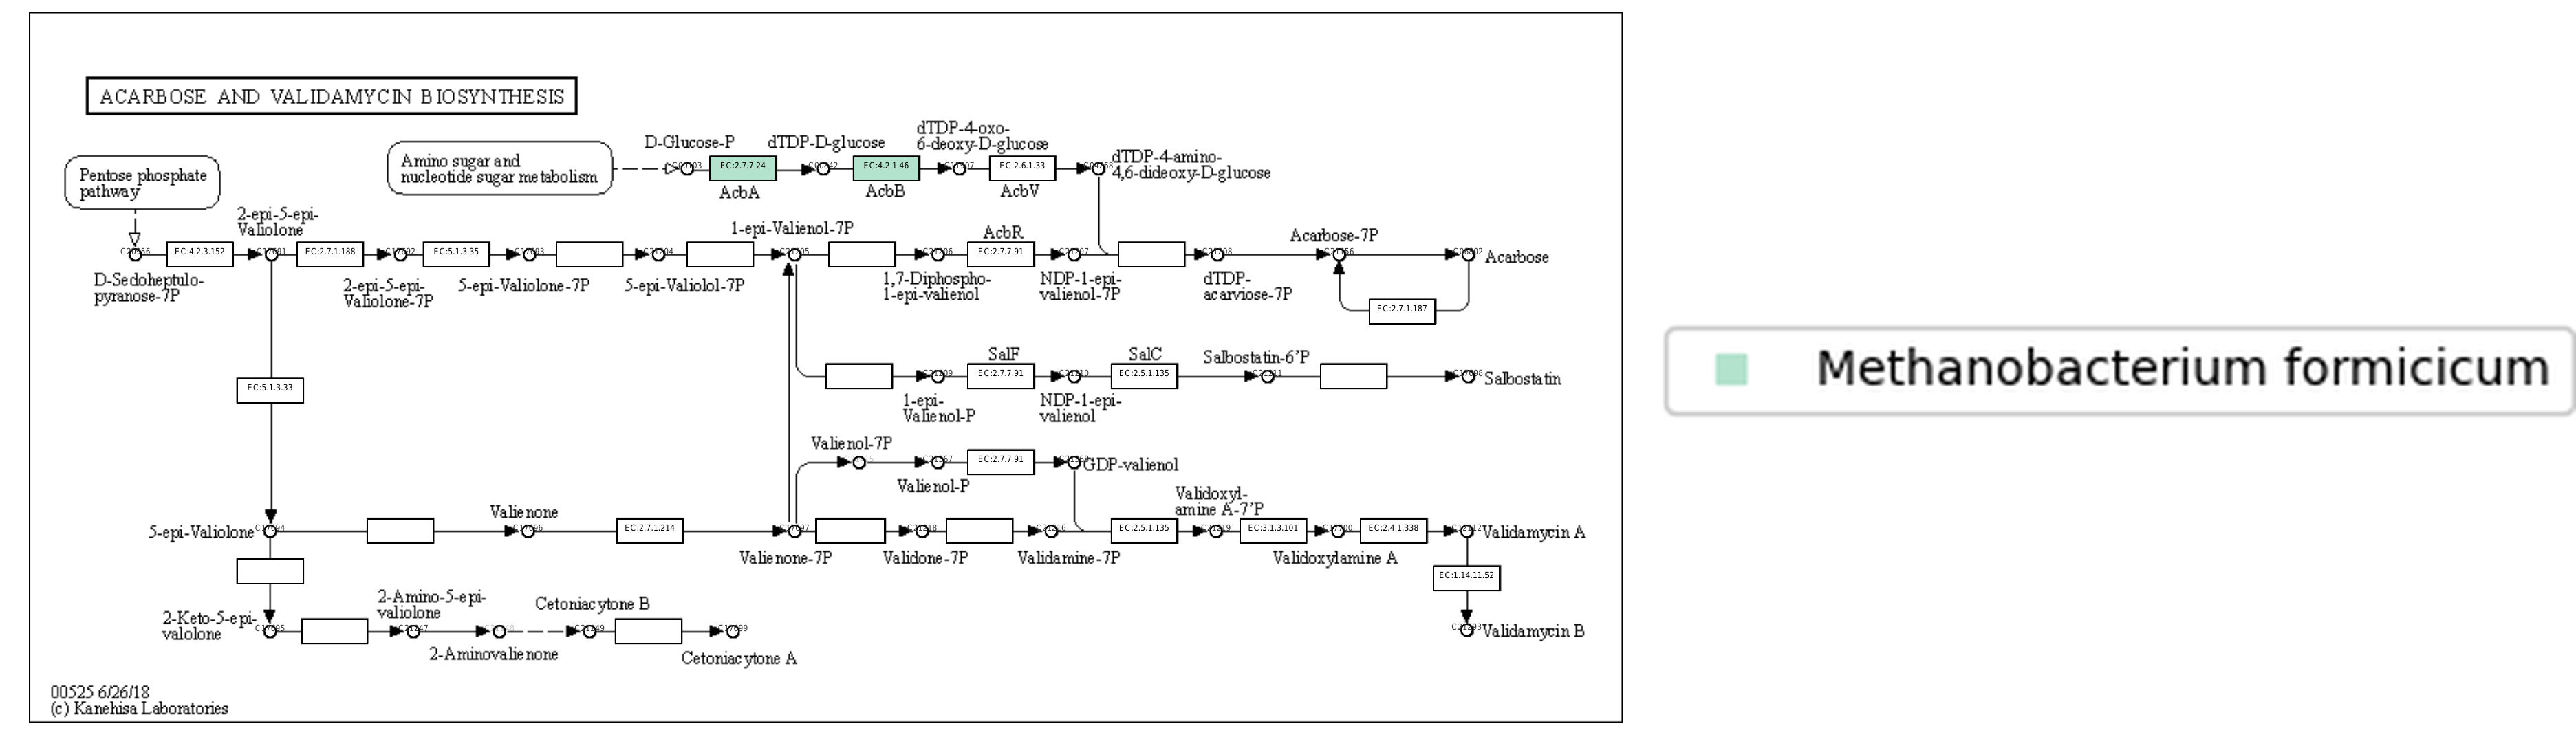 ACARBOSE AND VALIDAMYCIN BIOSYNTHESIS
Pentose phosphate
pathway
Amino sugar and
nucleotide sugar metabolism
D-Glucose-P
EC:2.7.7.24
AcbA
dTDP-D-glucose
EC:4.2.1.46
AcbB
dTDP-4-oxo-
6-deoxy-D-glucose
EC:2.6.1.33
AcbV
dTDP-4-amino-
4,6-dideoxy-D-glucose
D-Sedoheptulo-
pyranose-7P
EC:4.2.3.152
2-epi-5-epi-
Valiolone
EC:2.7.1.188
2-epi-5-epi-
Valiolone-7P
EC:5.1.3.35
5-epi-Valiolone-7P
5-epi-Valiolol-7P
1-epi-Valienol-7P
1,7-Diphospho-
1-epi-valienol
AcbR
EC:2.7.7.91
NDP-1-epi-
valienol-7P
dTDP-
acarviose-7P
Acarbose-7P
Acarbose
EC:2.7.1.187
EC:5.1.3.33
1-epi-
Valienol-P
SalF
EC:2.7.7.91
NDP-1-epi-
valienol
SalC
EC:2.5.1.135
Salbostatin-6'P
Salbostatin
Valienol-7P
Valienol-P
EC:2.7.7.91
GDP-valienol
5-epi-Valiolone
Valienone
EC:2.7.1.214
Valienone-7P
Validone-7P
Validamine-7P
EC:2.5.1.135
Validoxyl-
amine A-7'P
EC:3.1.3.101
Validoxylamine A
EC:2.4.1.338
Validamycin A
EC:1.14.11.52
Validamycin B
2-Keto-5-epi-
valolone
2-Amino-5-epi-
valiolone
2-Aminovalienone
Cetoniacytone B
Cetoniacytone A
00525 6/26/18
(c) Kanehisa Laboratories
Methanobacterium formicicum